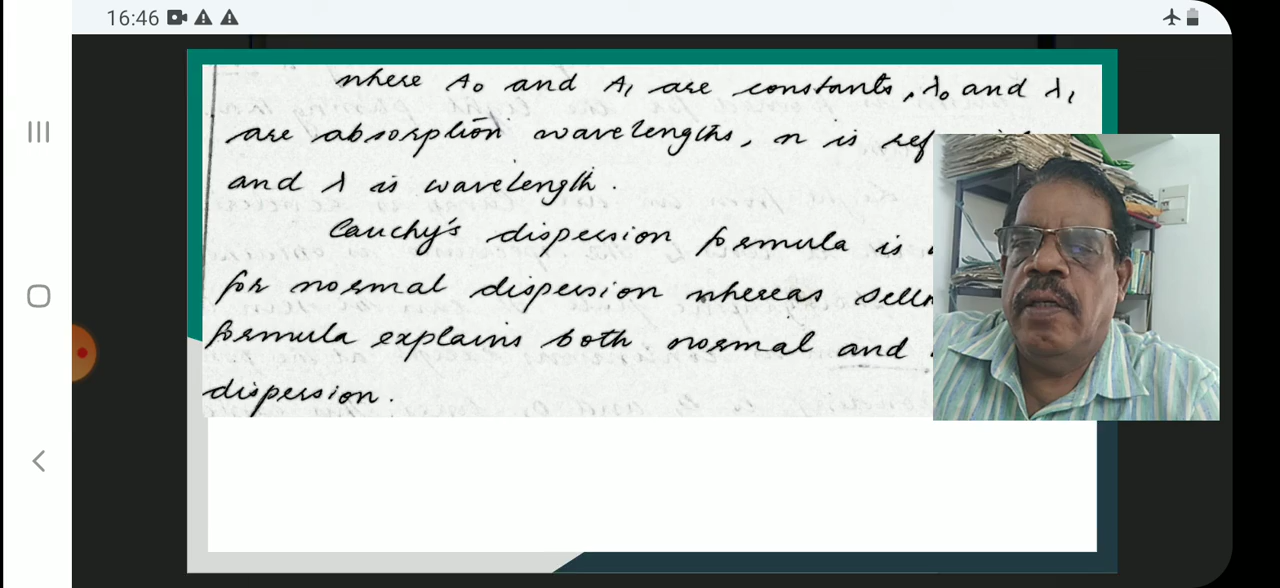 16:46
where A₀ and A₁ are constants, λ₀ and λ₁
are absorption wavelengths, n is
and λ is wavelength.
Cauchy's dispersion formula is
for normal dispersion whereas
formula explains both normal and
dispersion.